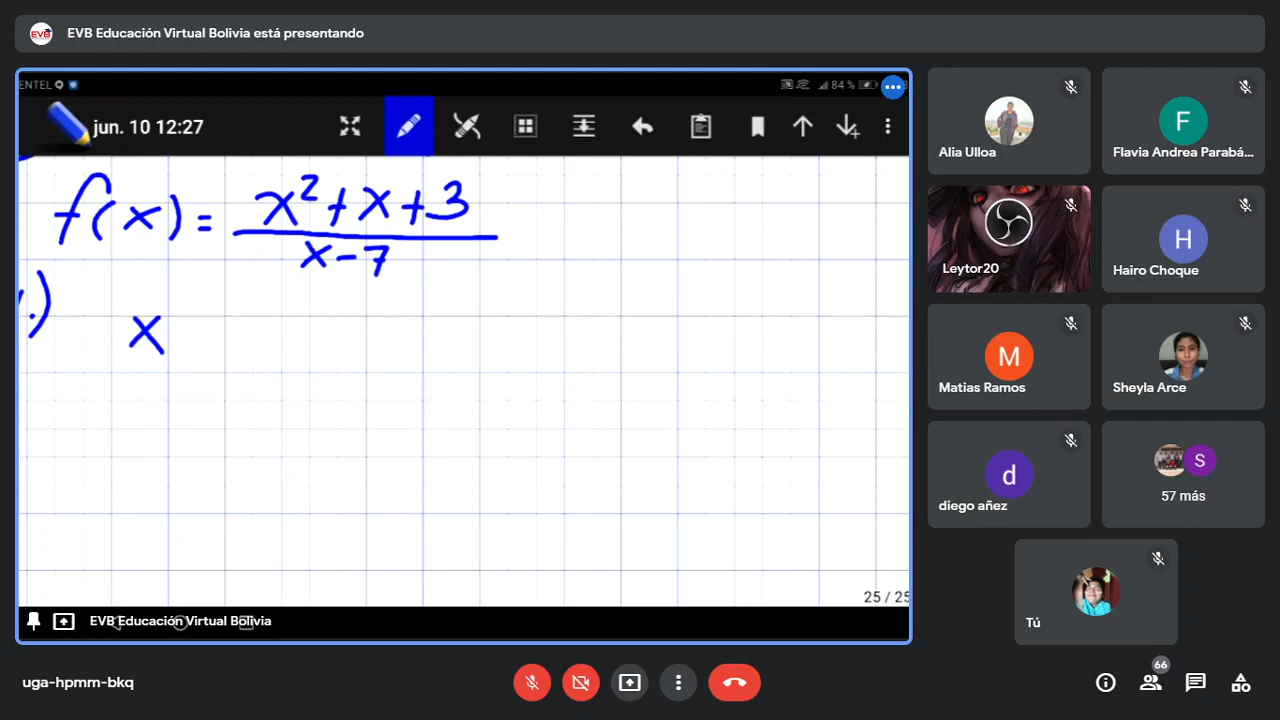 EVB
EVB Educación Virtual Bolivia está presentando
ENTEL
84 %
jun. 10 12:27
f(x) = x²+x+3
x-7
.) x
25 / 25
EVB Educación Virtual Bolivia
Alia Ulloa
F
Flavia Andrea Parabá...
Leytor20
H
Hairo Choque
M
Matias Ramos
Sheyla Arce
d
diego añez
S
57 más
Tú
uga-hpmm-bkq
66